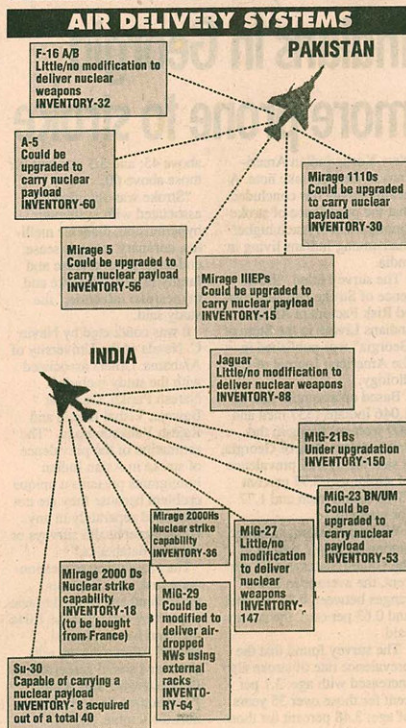 AIR DELIVERY SYSTEMS
PAKISTAN
F-16 A/B
Little/no modification to
deliver nuclear
weapons
INVENTORY-32
A-5
Could be
upgraded to
carry nuclear
payload
INVENTORY-60
Mirage 1110s
Could be upgraded
to carry nuclear
payload
INVENTORY-30
Mirage 5
Could be upgraded to
carry nuclear payload
INVENTORY-56
Mirage IIIEPs
Could be upgraded to
carry nuclear payload
INVENTORY-15
INDIA
Jaguar
Little/no modification to
deliver nuclear weapons
INVENTORY-88
MIG-21Bs
Under upgradation
INVENTORY-150
MiG-23 BN/UM
Could be
upgraded to
carry nuclear
payload
INVENTORY-53
Mirage 2000Hs
Nuclear strike
capability
INVENTORY-36
MiG-27
Little/no
modification
to deliver
nuclear
weapons
INVENTORY-
147
Mirage 2000 Ds
Nuclear strike
capability
INVENTORY-18
(to be bought
from France)
MiG-29
Could be
modified to
deliver air-
dropped
NWs using
external
racks
INVENTO-
RY-64
Su-30
Capable of carrying a
nuclear payload
INVENTORY- 8 acquired
out of a total 40